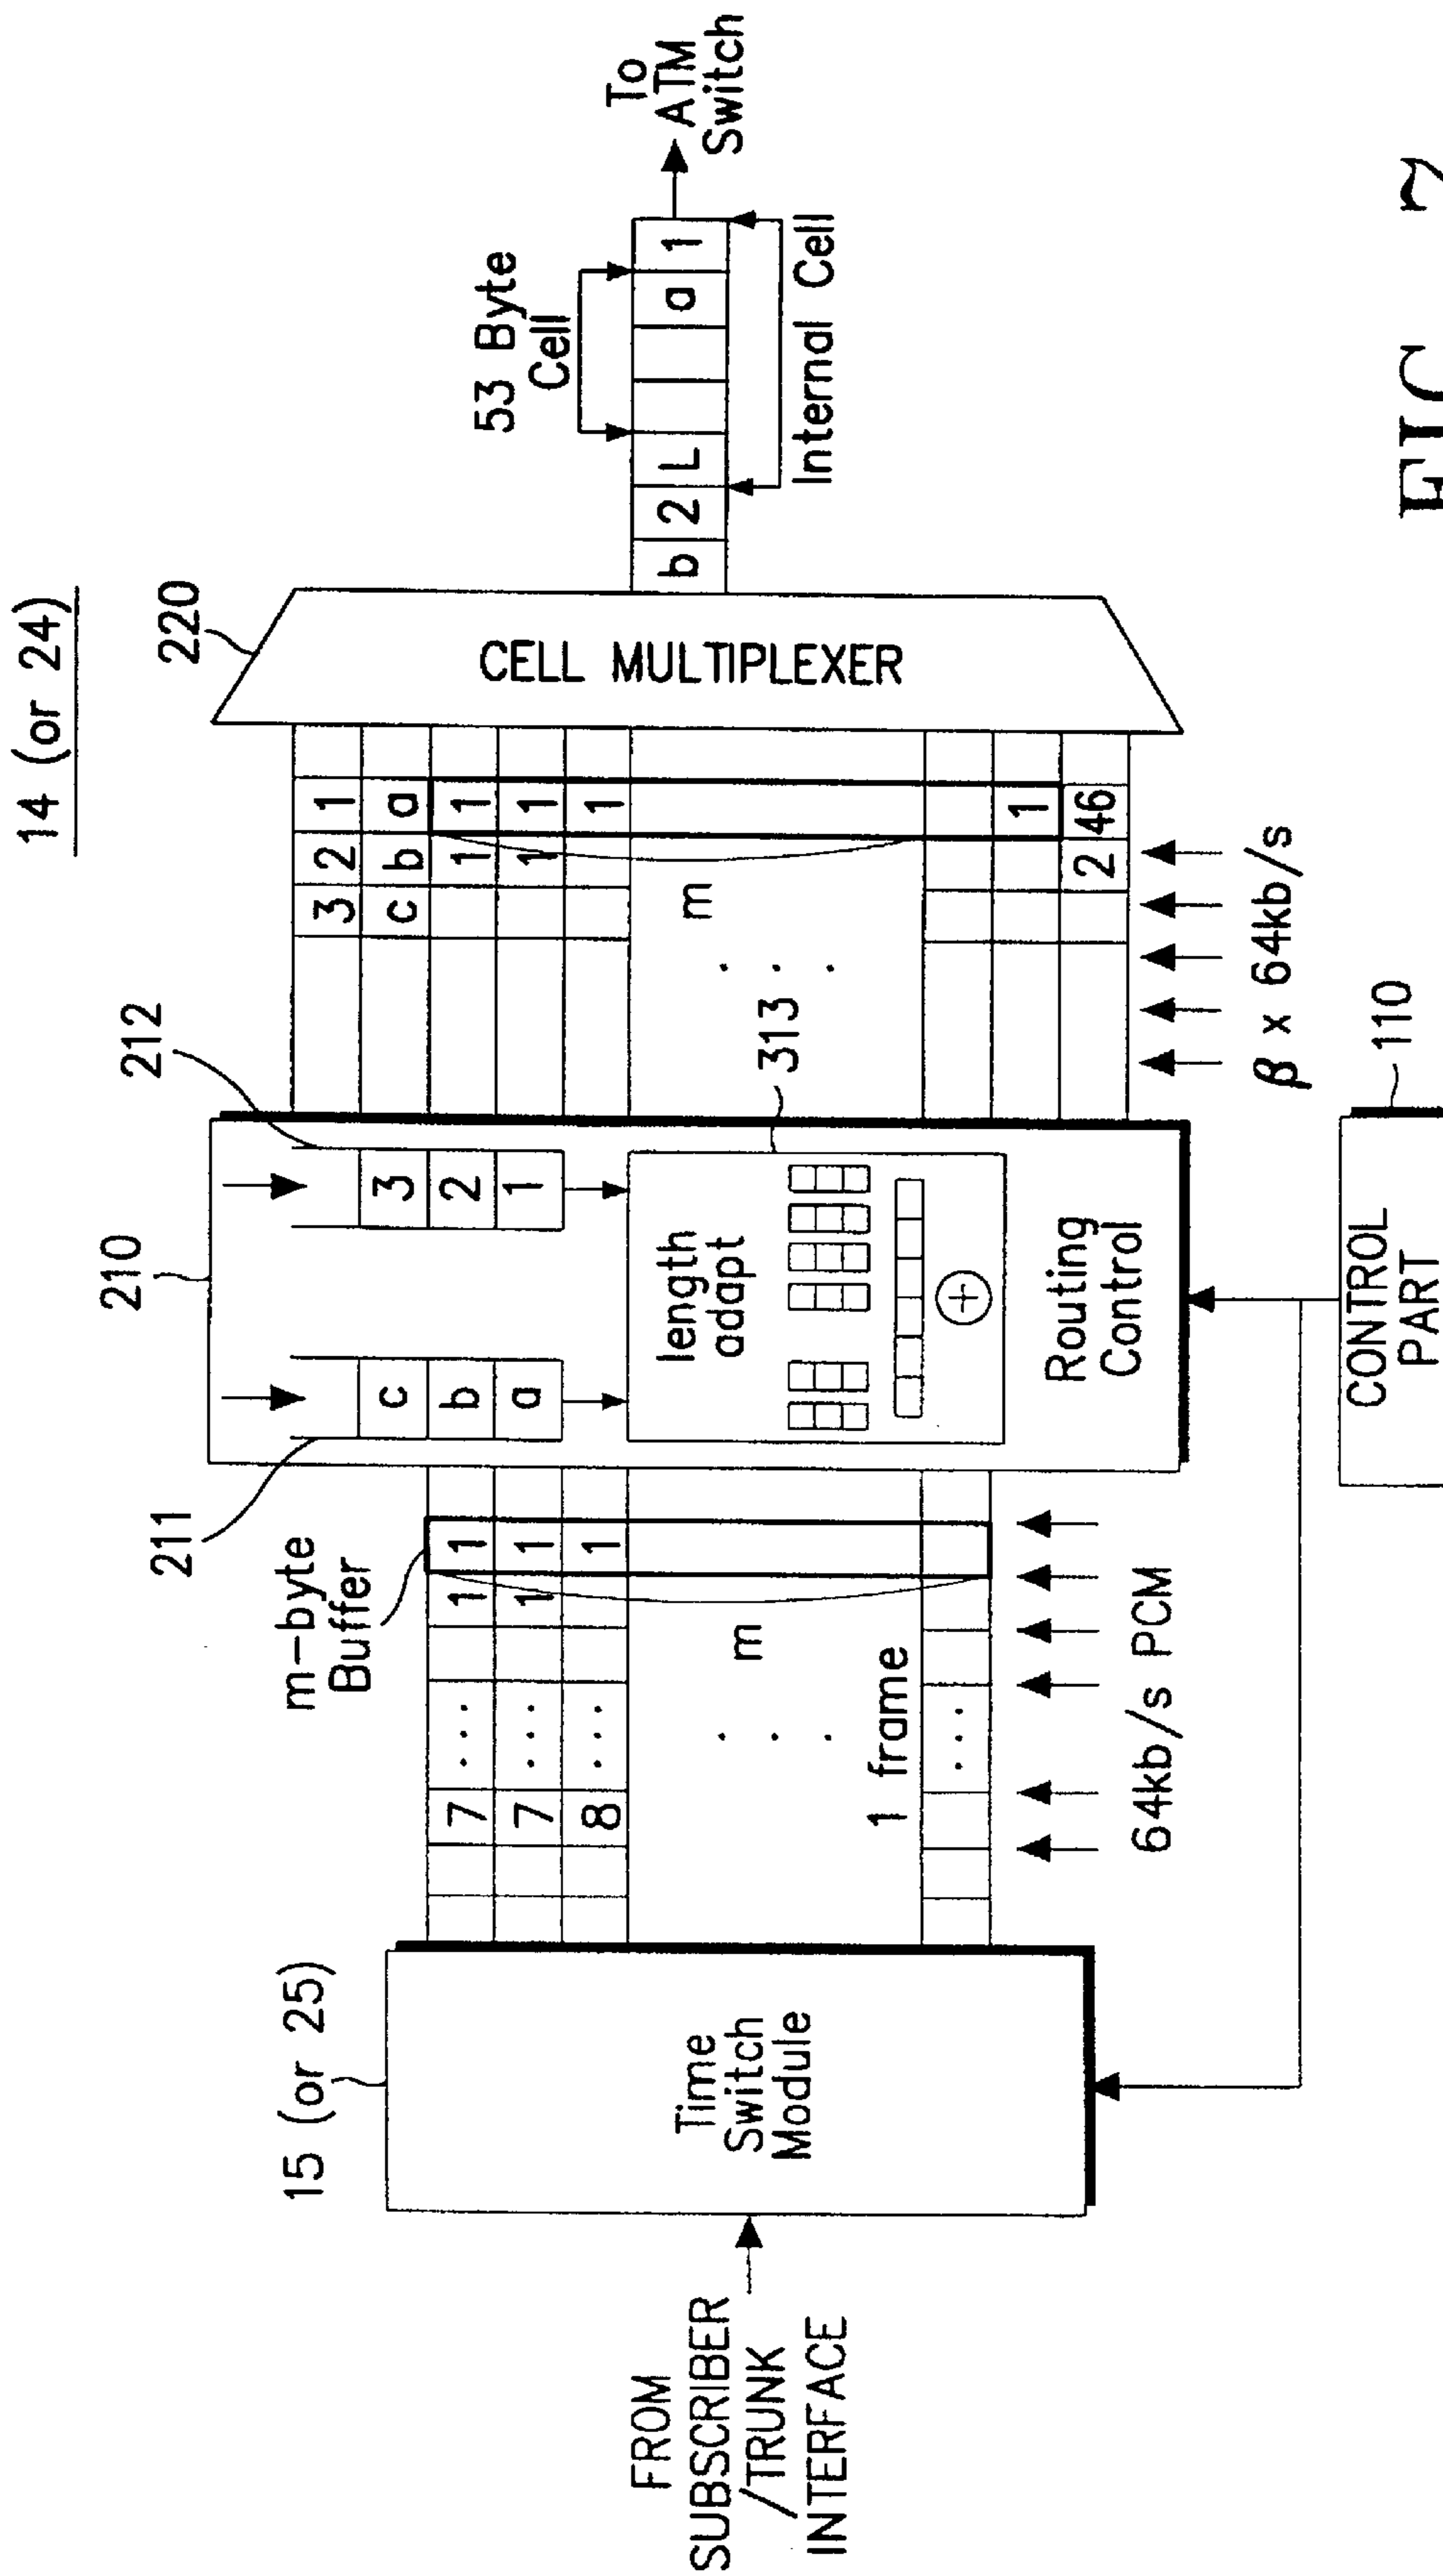 14 (or 24)
15 (or 25)
211
210
212
220
m-byte
Buffer
53 Byte
Cell
To
ATM
Switch
b 2 L a 1
Internal Cell
FROM
SUBSCRIBER
/TRUNK
INTERFACE
Time
Switch
Module
7 ... 1 1
7 ... 1 1
8 ... 1
m
. . .
1 frame
...
64kb/s PCM
c
b
a
3
2
1
length
adapt
313
Routing
Control
3 2 1
c b a
1 1
1 1
1
m
. . .
1
2 46
β x 64kb/s
CELL MULTIPLEXER
CONTROL
PART
110
FIG. 7